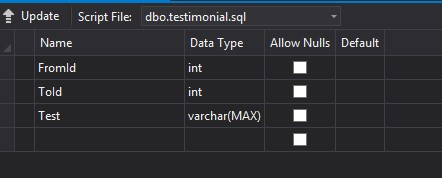 Update Script File: dbo.testimonial.sql
Name Data Type Allow Nulls Default
FromId int
ToId int
Test varchar(MAX)